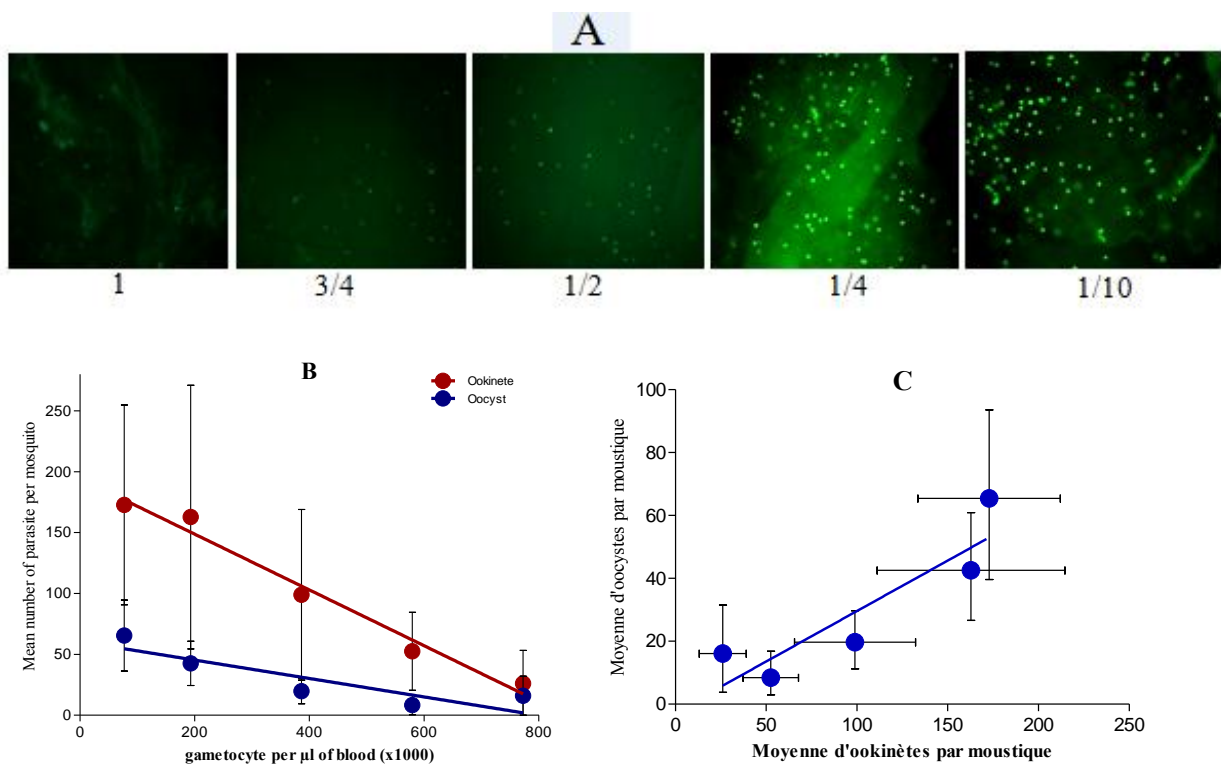 A
1 3/4 1/2 1/4 1/10
B
Ookinete
Oocyst
Mean number of parasite per mosquito
250
200
150
100
50
0
0 200 400 600 800
gametocyte per µl of blood (x1000)
C
Moyenne d'oocystes par moustique
100
80
60
40
20
0
0 50 100 150 200 250
Moyenne d'ookinètes par moustique